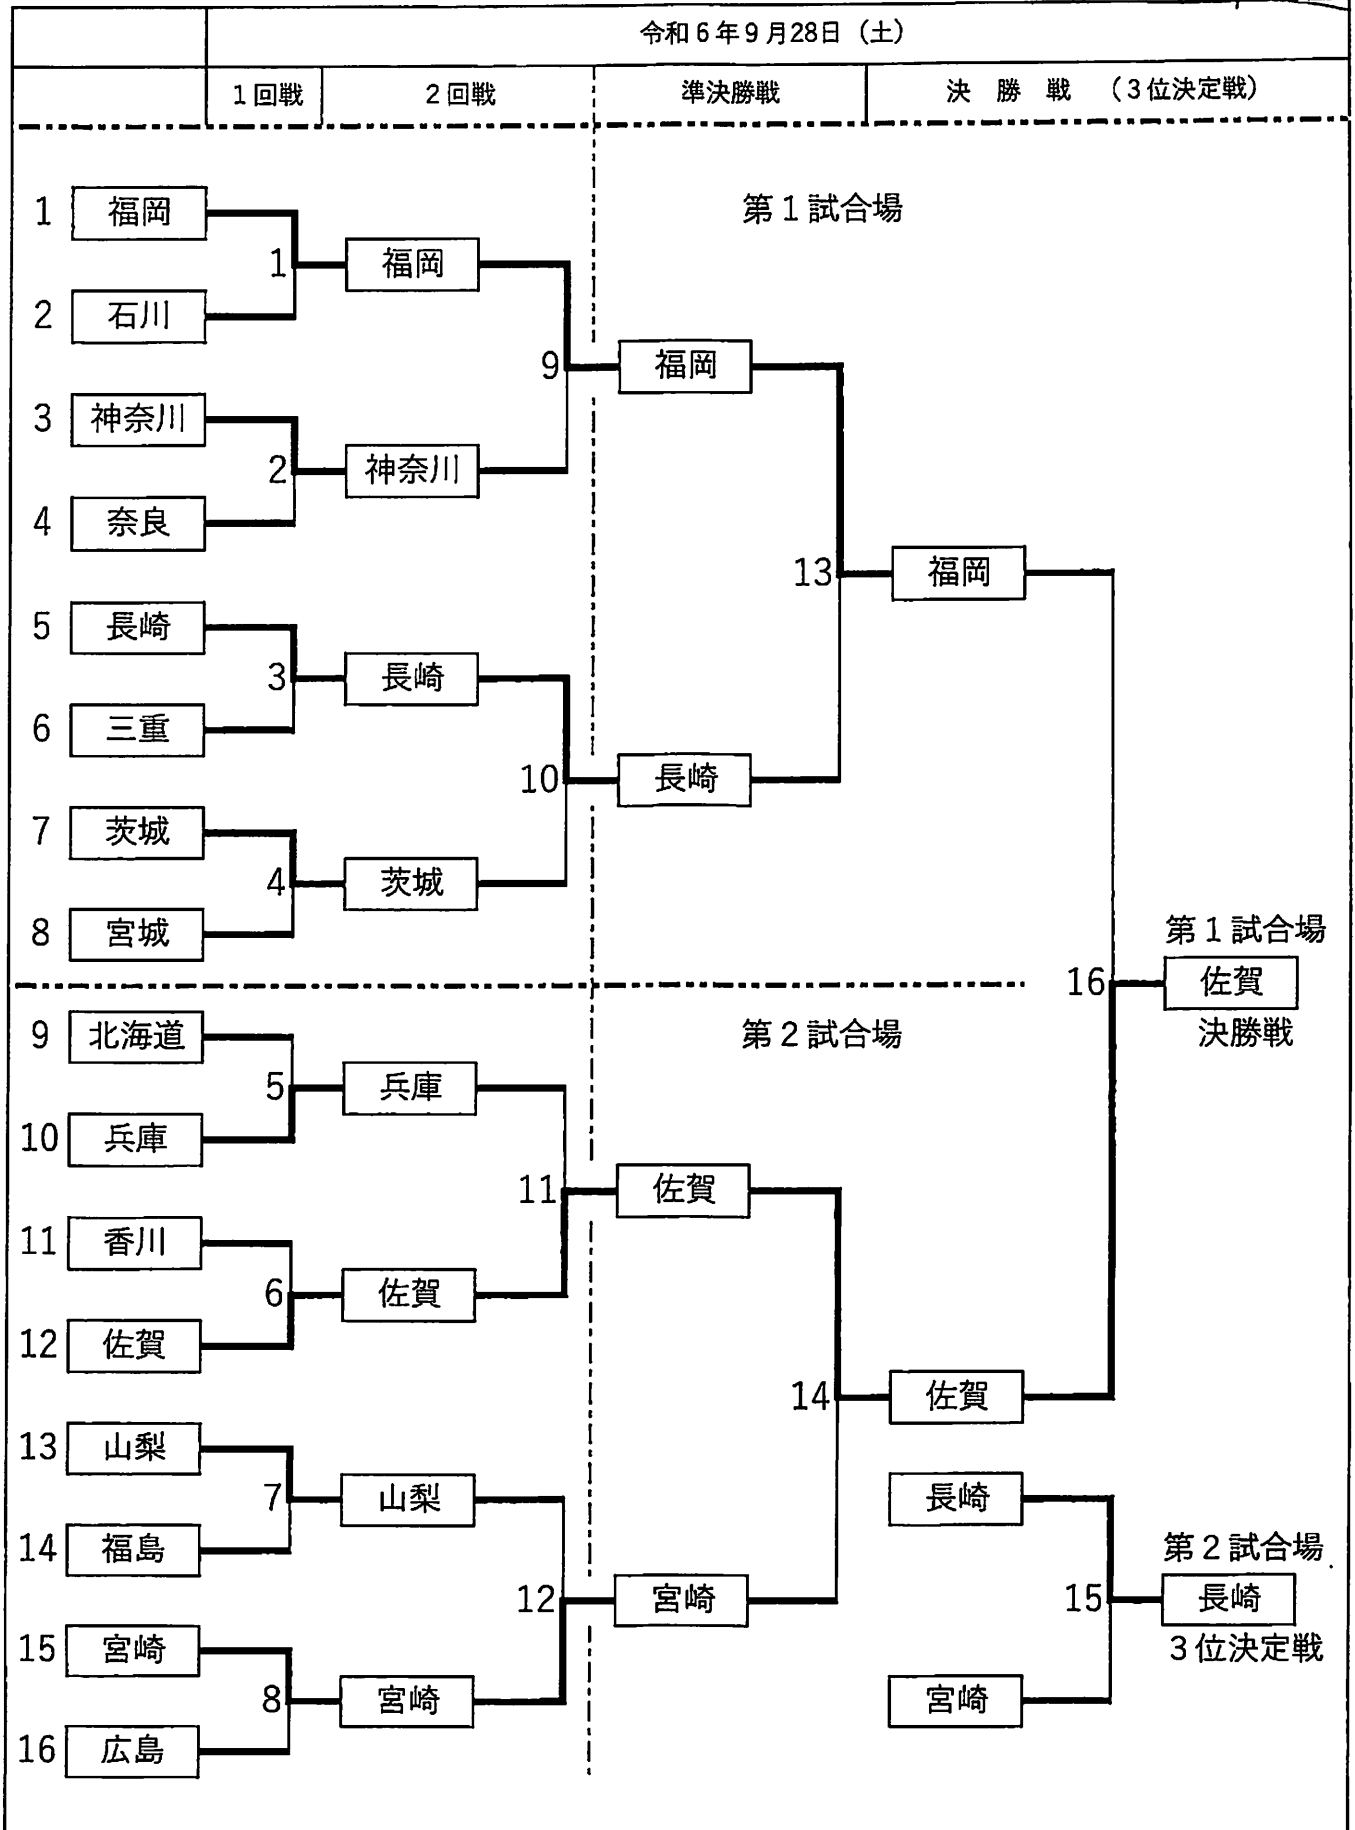 令和6年9月28日（土）
1回戦 2回戦 準決勝戦 決勝戦 （3位決定戦）
第1試合場
1 福岡
1 福岡
2 石川
9 福岡
3 神奈川
2 神奈川
4 奈良
13 福岡
5 長崎
3 長崎
6 三重
10 長崎
7 茨城
4 茨城
8 宮城
第1試合場
16 佐賀
決勝戦
第2試合場
9 北海道
5 兵庫
10 兵庫
11 佐賀
11 香川
6 佐賀
12 佐賀
14 佐賀
13 山梨
7 山梨
長崎
14 福島
第2試合場
12 宮崎
15 長崎
3位決定戦
15 宮崎
8 宮崎
宮崎
16 広島